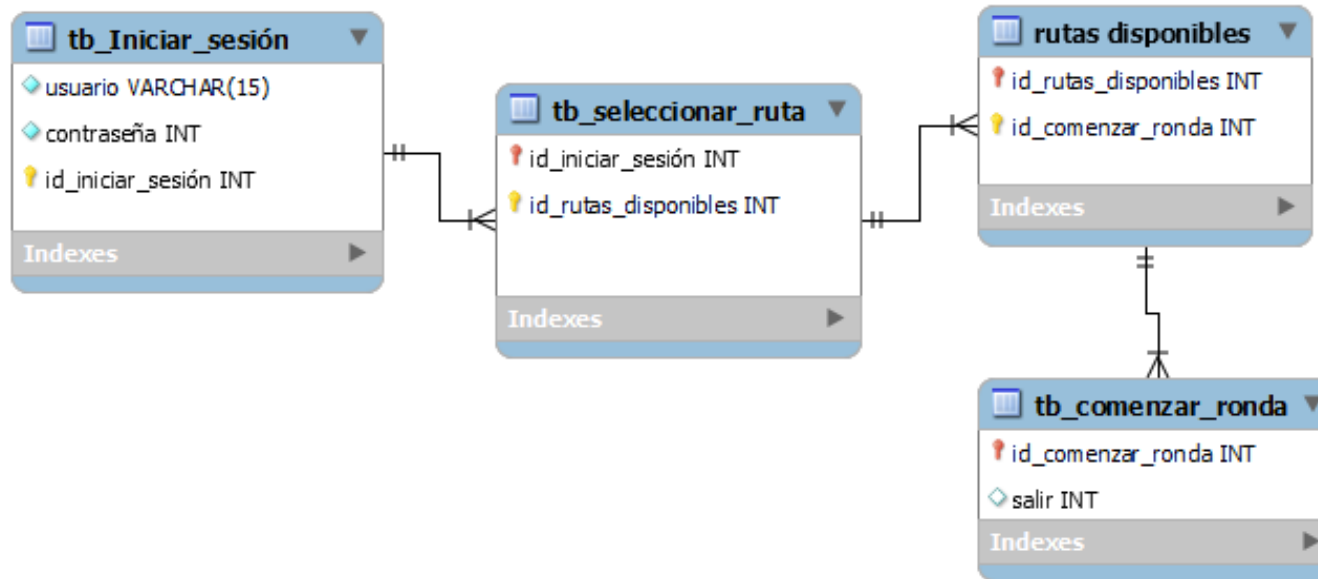 tb_Iniciar_sesión
usuario VARCHAR(15)
contraseña INT
id_iniciar_sesión INT
Indexes
tb_seleccionar_ruta
id_iniciar_sesión INT
id_rutas_disponibles INT
Indexes
rutas disponibles
id_rutas_disponibles INT
id_comenzar_ronda INT
Indexes
tb_comenzar_ronda
id_comenzar_ronda INT
salir INT
Indexes